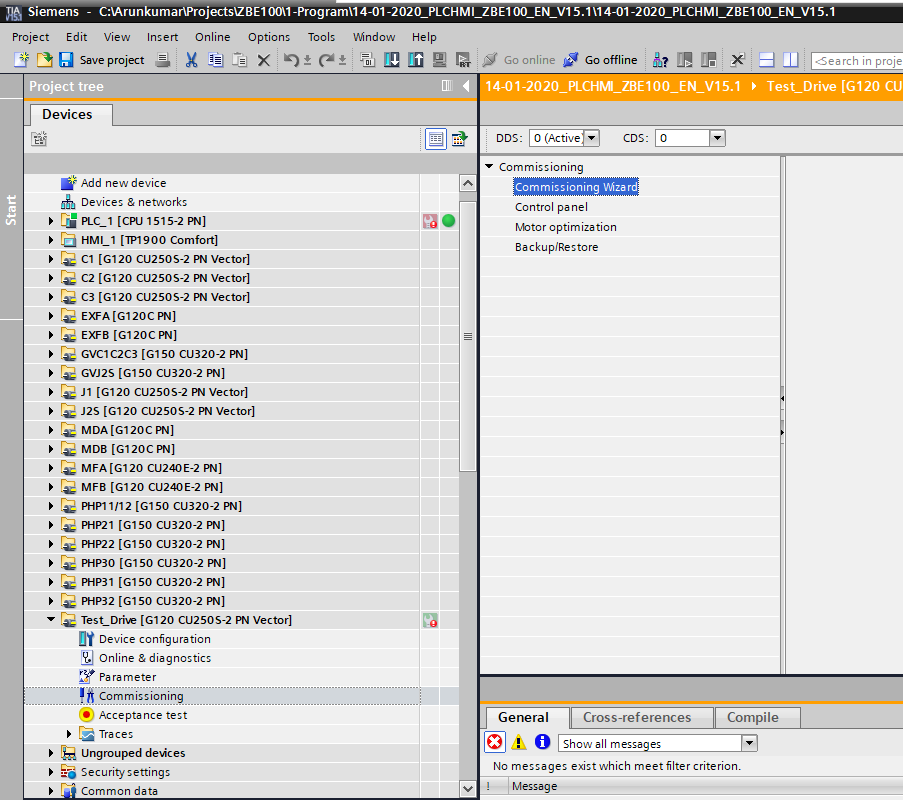 Siemens - C:\Arunkumar\Projects\ZBE100\1-Program\14-01-2020_PLCHMI_ZBE100_EN_V15.1\14-01-2020_PLCHMI_ZBE100_EN_V15.1
Project Edit View Insert Online Options Tools Window Help
Save project Go online Go offline <Search in proje
Project tree
14-01-2020_PLCHMI_ZBE100_EN_V15.1 Test_Drive [G120 CU
Devices
DDS: 0 (Active) CDS: 0
Start
Add new device
Devices & networks
PLC_1 [CPU 1515-2 PN]
HMI_1 [TP1900 Comfort]
C1 [G120 CU250S-2 PN Vector]
C2 [G120 CU250S-2 PN Vector]
C3 [G120 CU250S-2 PN Vector]
EXFA [G120C PN]
EXFB [G120C PN]
GVC1C2C3 [G150 CU320-2 PN]
GVJ2S [G150 CU320-2 PN]
J1 [G120 CU250S-2 PN Vector]
J2S [G120 CU250S-2 PN Vector]
MDA [G120C PN]
MDB [G120C PN]
MFA [G120 CU240E-2 PN]
MFB [G120 CU240E-2 PN]
PHP11/12 [G150 CU320-2 PN]
PHP21 [G150 CU320-2 PN]
PHP22 [G150 CU320-2 PN]
PHP30 [G150 CU320-2 PN]
PHP31 [G150 CU320-2 PN]
PHP32 [G150 CU320-2 PN]
Test_Drive [G120 CU250S-2 PN Vector]
Device configuration
Online & diagnostics
Parameter
Commissioning
Acceptance test
Traces
Ungrouped devices
Security settings
Common data
Commissioning
Commissioning Wizard
Control panel
Motor optimization
Backup/Restore
General Cross-references Compile
Show all messages
No messages exist which meet filter criterion.
! Message